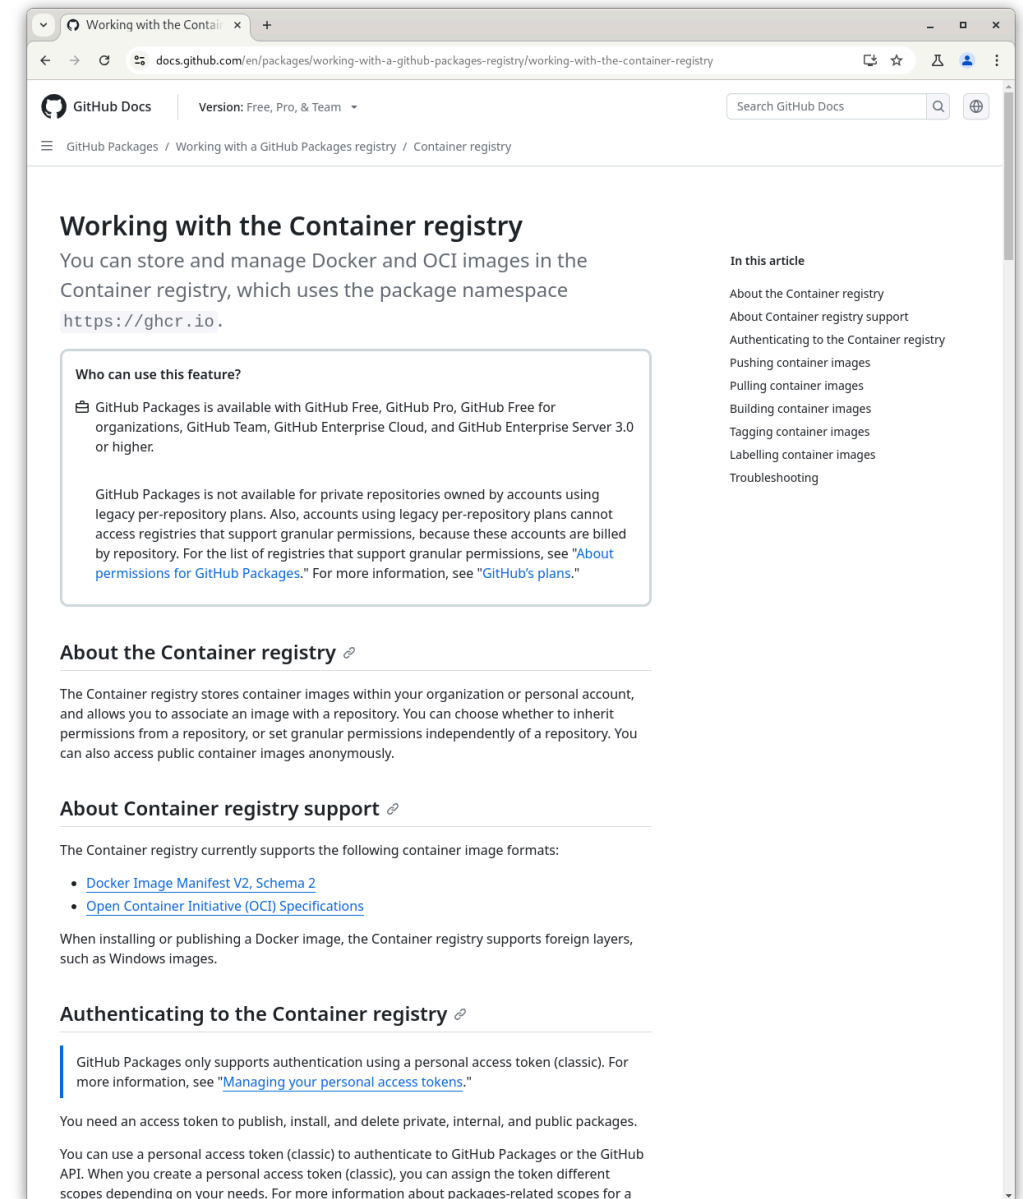 Working with the Contai
docs.github.com/en/packages/working-with-a-github-packages-registry/working-with-the-container-registry
GitHub Docs
Version: Free, Pro, & Team
Search GitHub Docs
GitHub Packages / Working with a GitHub Packages registry / Container registry
Working with the Container registry
You can store and manage Docker and OCI images in the
Container registry, which uses the package namespace
https://ghcr.io.
Who can use this feature?
GitHub Packages is available with GitHub Free, GitHub Pro, GitHub Free for
organizations, GitHub Team, GitHub Enterprise Cloud, and GitHub Enterprise Server 3.0
or higher.
GitHub Packages is not available for private repositories owned by accounts using
legacy per-repository plans. Also, accounts using legacy per-repository plans cannot
access registries that support granular permissions, because these accounts are billed
by repository. For the list of registries that support granular permissions, see "About
permissions for GitHub Packages." For more information, see "GitHub’s plans."
About the Container registry
The Container registry stores container images within your organization or personal account,
and allows you to associate an image with a repository. You can choose whether to inherit
permissions from a repository, or set granular permissions independently of a repository. You
can also access public container images anonymously.
About Container registry support
The Container registry currently supports the following container image formats:
• Docker Image Manifest V2, Schema 2
• Open Container Initiative (OCI) Specifications
When installing or publishing a Docker image, the Container registry supports foreign layers,
such as Windows images.
Authenticating to the Container registry
GitHub Packages only supports authentication using a personal access token (classic). For
more information, see "Managing your personal access tokens."
You need an access token to publish, install, and delete private, internal, and public packages.
You can use a personal access token (classic) to authenticate to GitHub Packages or the GitHub
API. When you create a personal access token (classic), you can assign the token different
scopes depending on your needs. For more information about packages-related scopes for a
In this article
About the Container registry
About Container registry support
Authenticating to the Container registry
Pushing container images
Pulling container images
Building container images
Tagging container images
Labelling container images
Troubleshooting